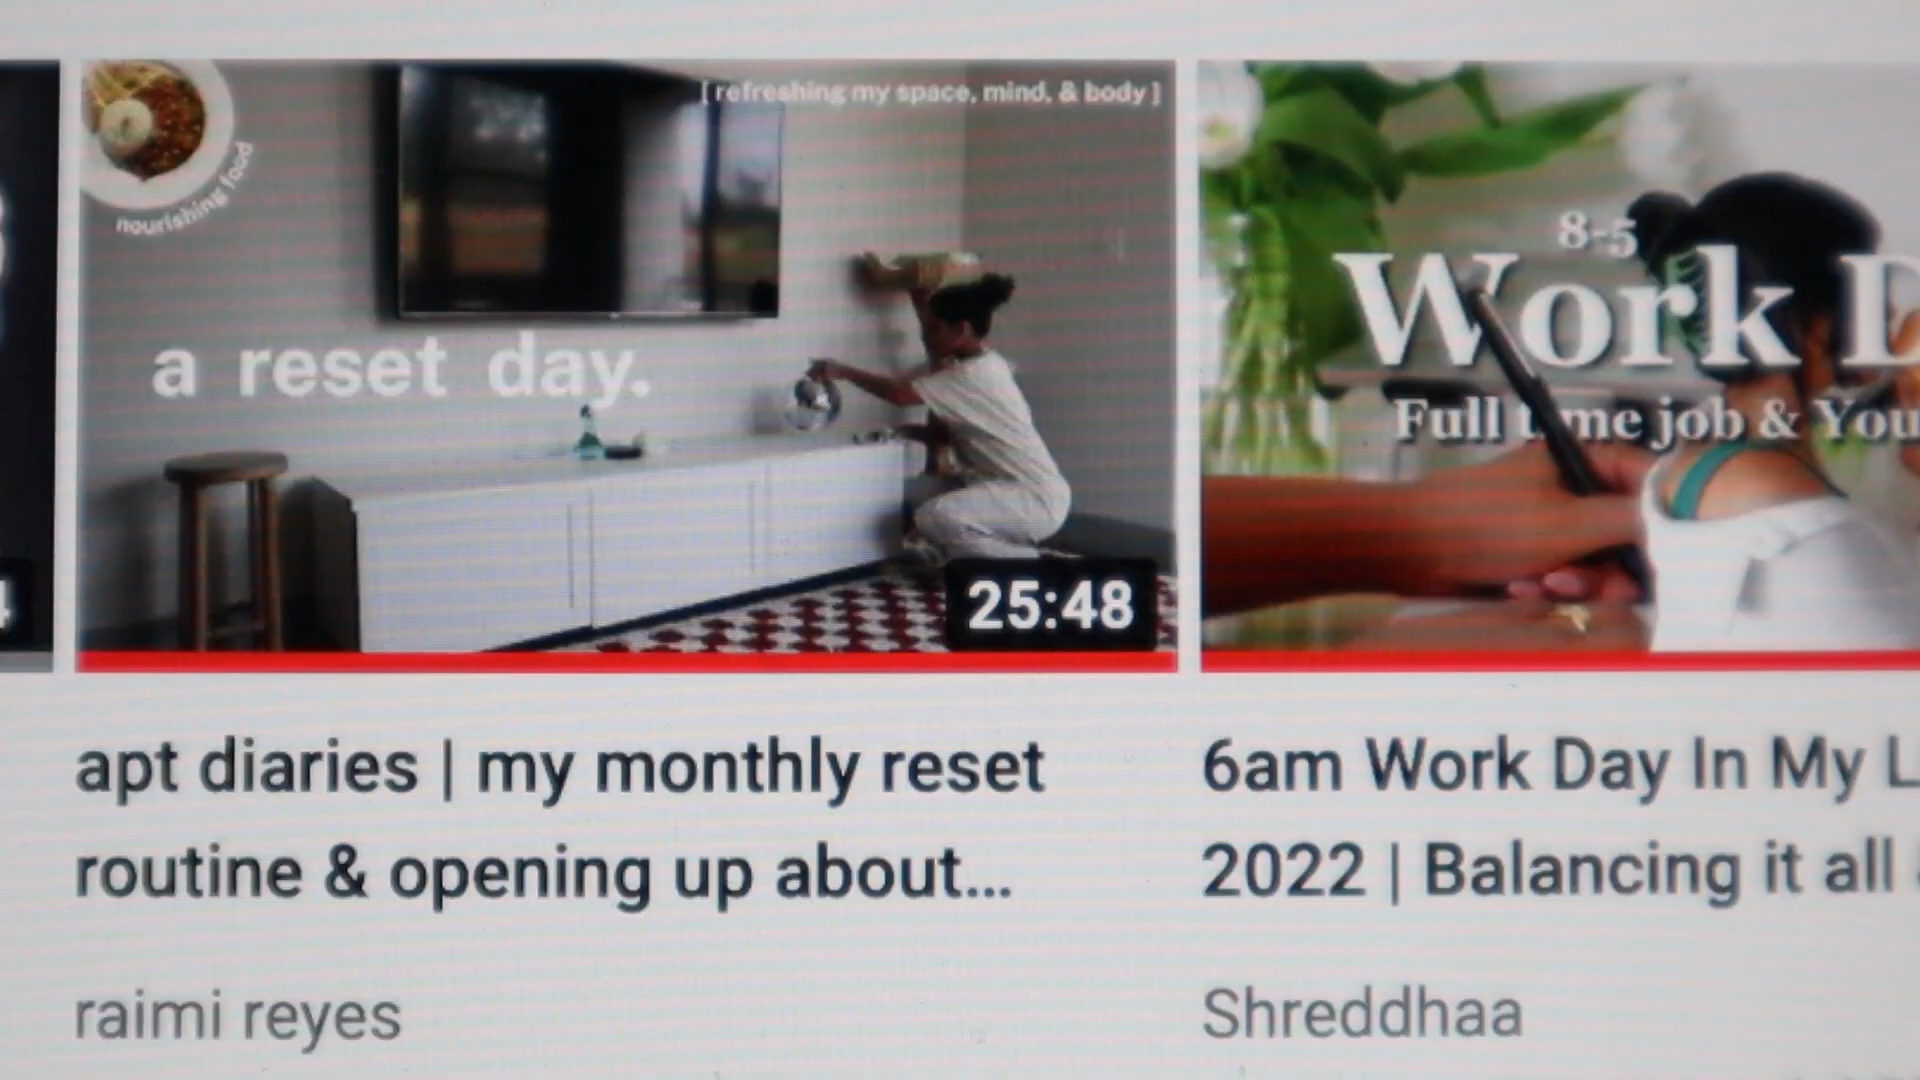 [ refreshing my space, mind, & body ]
nourishing food
a reset day.
25:48
apt diaries | my monthly reset
routine & opening up about...
raimi reyes
8-5
Work D
Full t me job & You
6am Work Day In My L
2022 | Balancing it all
Shreddhaa